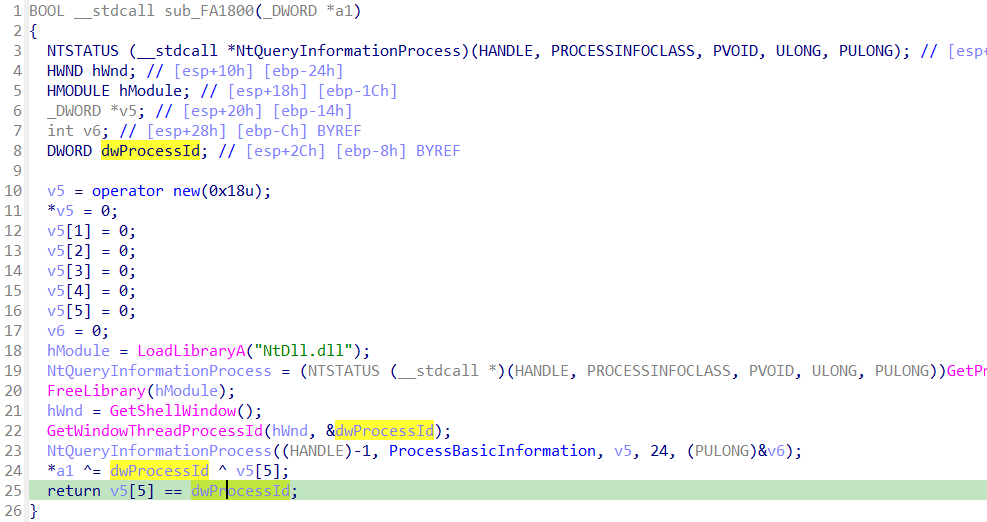 1 BOOL __stdcall sub_FA1800(_DWORD *a1)
2 {
3 NTSTATUS (__stdcall *NtQueryInformationProcess)(HANDLE, PROCESSINFOCLASS, PVOID, ULONG, PULONG); // [esp+
4 HWND hWnd; // [esp+10h] [ebp-24h]
5 HMODULE hModule; // [esp+18h] [ebp-1Ch]
6 _DWORD *v5; // [esp+20h] [ebp-14h]
7 int v6; // [esp+28h] [ebp-Ch] BYREF
8 DWORD dwProcessId; // [esp+2Ch] [ebp-8h] BYREF
9
10 v5 = operator new(0x18u);
11 *v5 = 0;
12 v5[1] = 0;
13 v5[2] = 0;
14 v5[3] = 0;
15 v5[4] = 0;
16 v5[5] = 0;
17 v6 = 0;
18 hModule = LoadLibraryA("NtDll.dll");
19 NtQueryInformationProcess = (NTSTATUS (__stdcall *)(HANDLE, PROCESSINFOCLASS, PVOID, ULONG, PULONG))GetPr
20 FreeLibrary(hModule);
21 hWnd = GetShellWindow();
22 GetWindowThreadProcessId(hWnd, &dwProcessId);
23 NtQueryInformationProcess((HANDLE)-1, ProcessBasicInformation, v5, 24, (PULONG)&v6);
24 *a1 ^= dwProcessId ^ v5[5];
25 return v5[5] == dwProcessId;
26 }